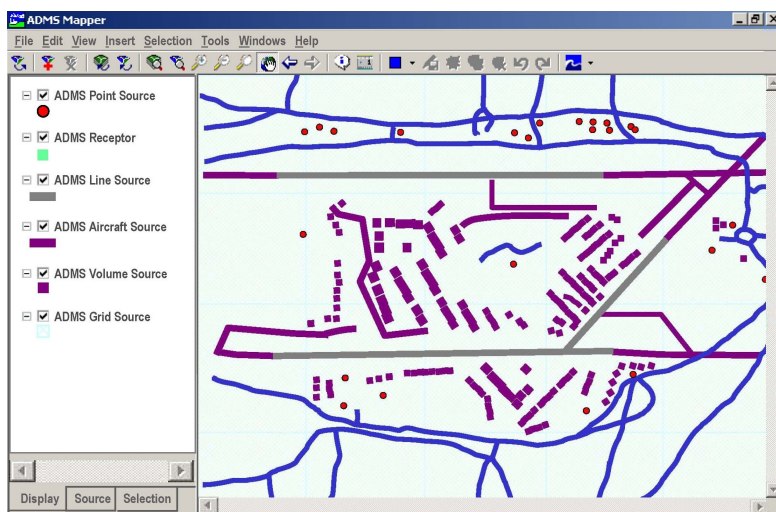 ADMS Mapper
File Edit View Insert Selection Tools Windows Help
ADMS Point Source
ADMS Receptor
ADMS Line Source
ADMS Aircraft Source
ADMS Volume Source
ADMS Grid Source
Display Source Selection